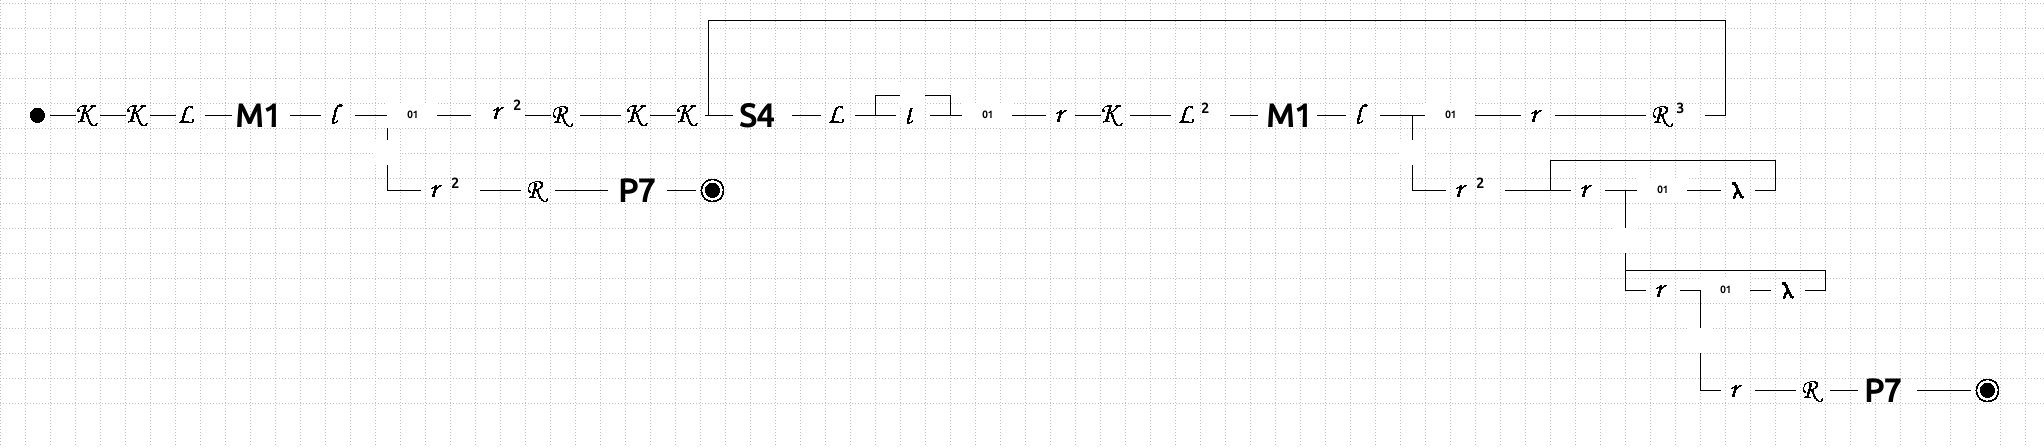 𝒦 𝒦 ℒ M1 l 01 r 2 ℛ 𝒦 𝒦 S4 ℒ l 01 r 𝒦 ℒ 2 M1 l 01 r ℛ 3
r 2 ℛ P7 r 2 r 01 λ
r 01 λ
r ℛ P7